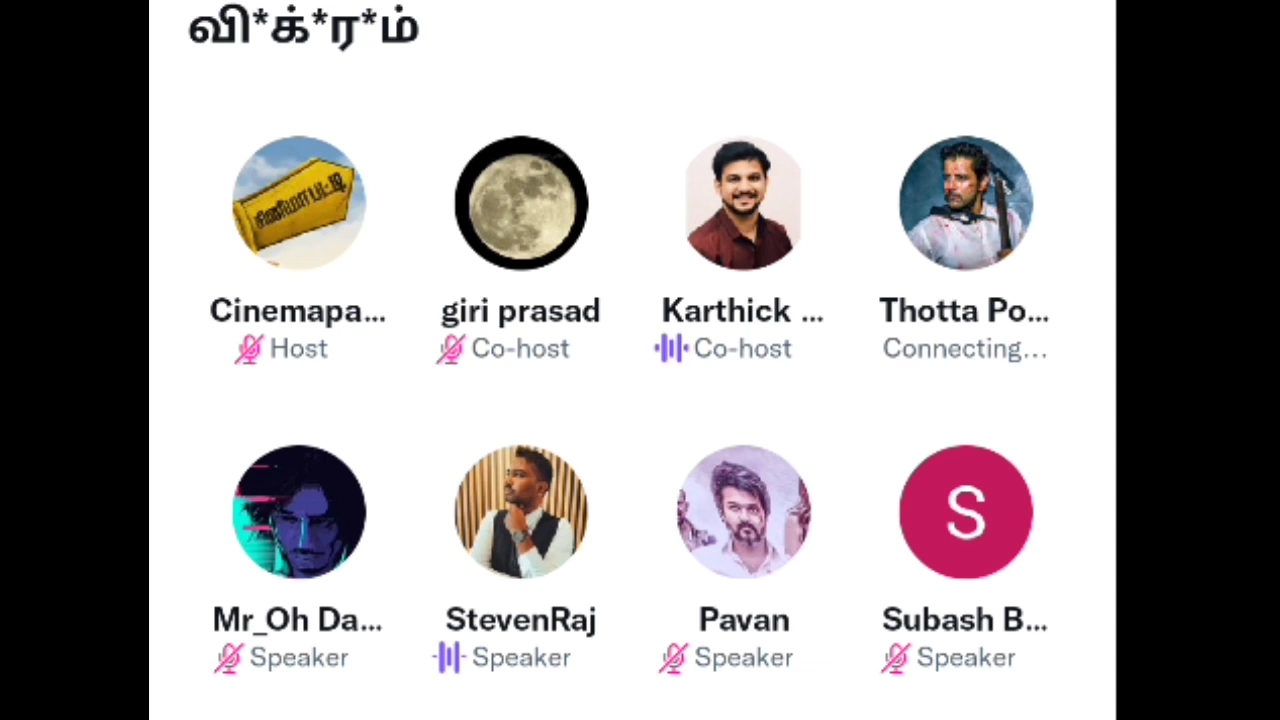 வி*க்*ர*ம்
சினிமாபட்டி
Cinemapa... giri prasad Karthick ... Thotta Po...
Host Co-host Co-host Connecting...
S
Mr_Oh Da... StevenRaj Pavan Subash B...
Speaker Speaker Speaker Speaker